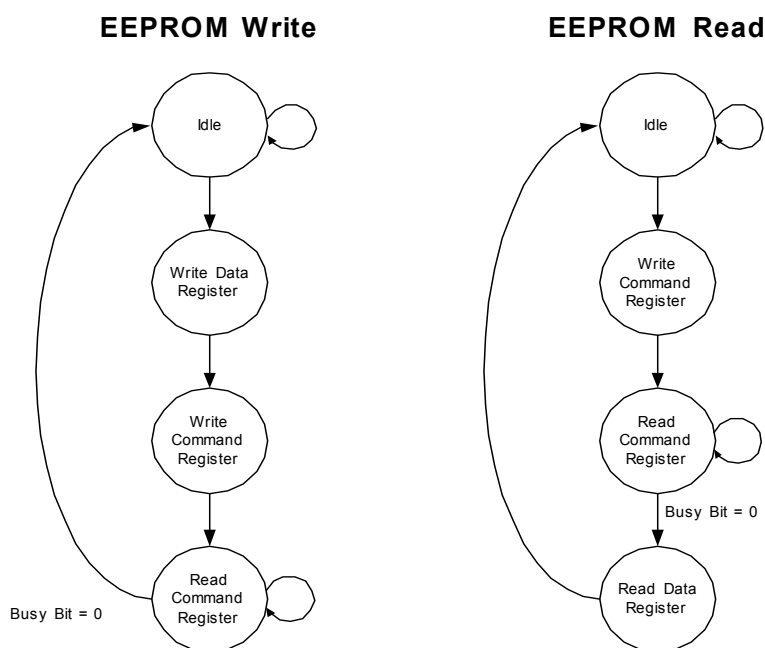 EEPROM Write
Idle
Write Data
Register
Write
Command
Register
Read
Command
Register
Busy Bit = 0
EEPROM Read
Idle
Write
Command
Register
Read
Command
Register
Busy Bit = 0
Read Data
Register